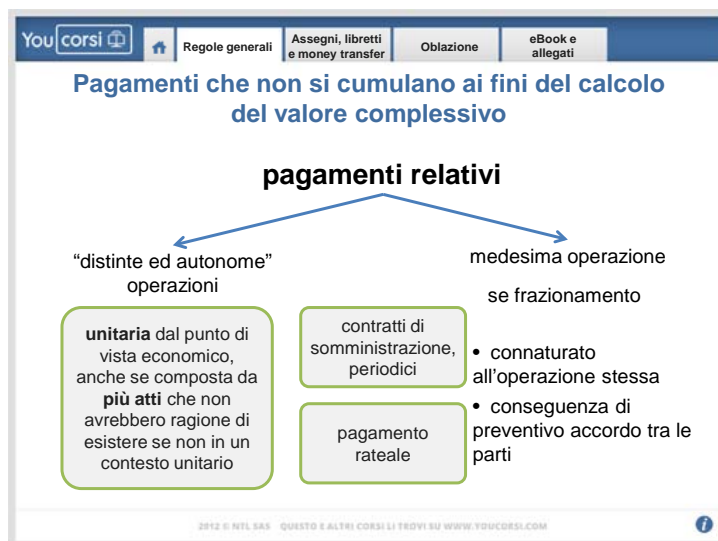 You corsi
Regole generali
Assegni, libretti
e money transfer
Oblazione
eBook e
allegati
Pagamenti che non si cumulano ai fini del calcolo
del valore complessivo
pagamenti relativi
“distinte ed autonome”
operazioni
unitaria dal punto di
vista economico,
anche se composta da
più atti che non
avrebbero ragione di
esistere se non in un
contesto unitario
contratti di
somministrazione,
periodici
pagamento
rateale
medesima operazione
se frazionamento
• connaturato
all’operazione stessa
• conseguenza di
preventivo accordo tra le
parti
2012 © NTL SAS QUESTO E ALTRI CORSI LI TROVI SU WWW.YOUCORSI.COM
i